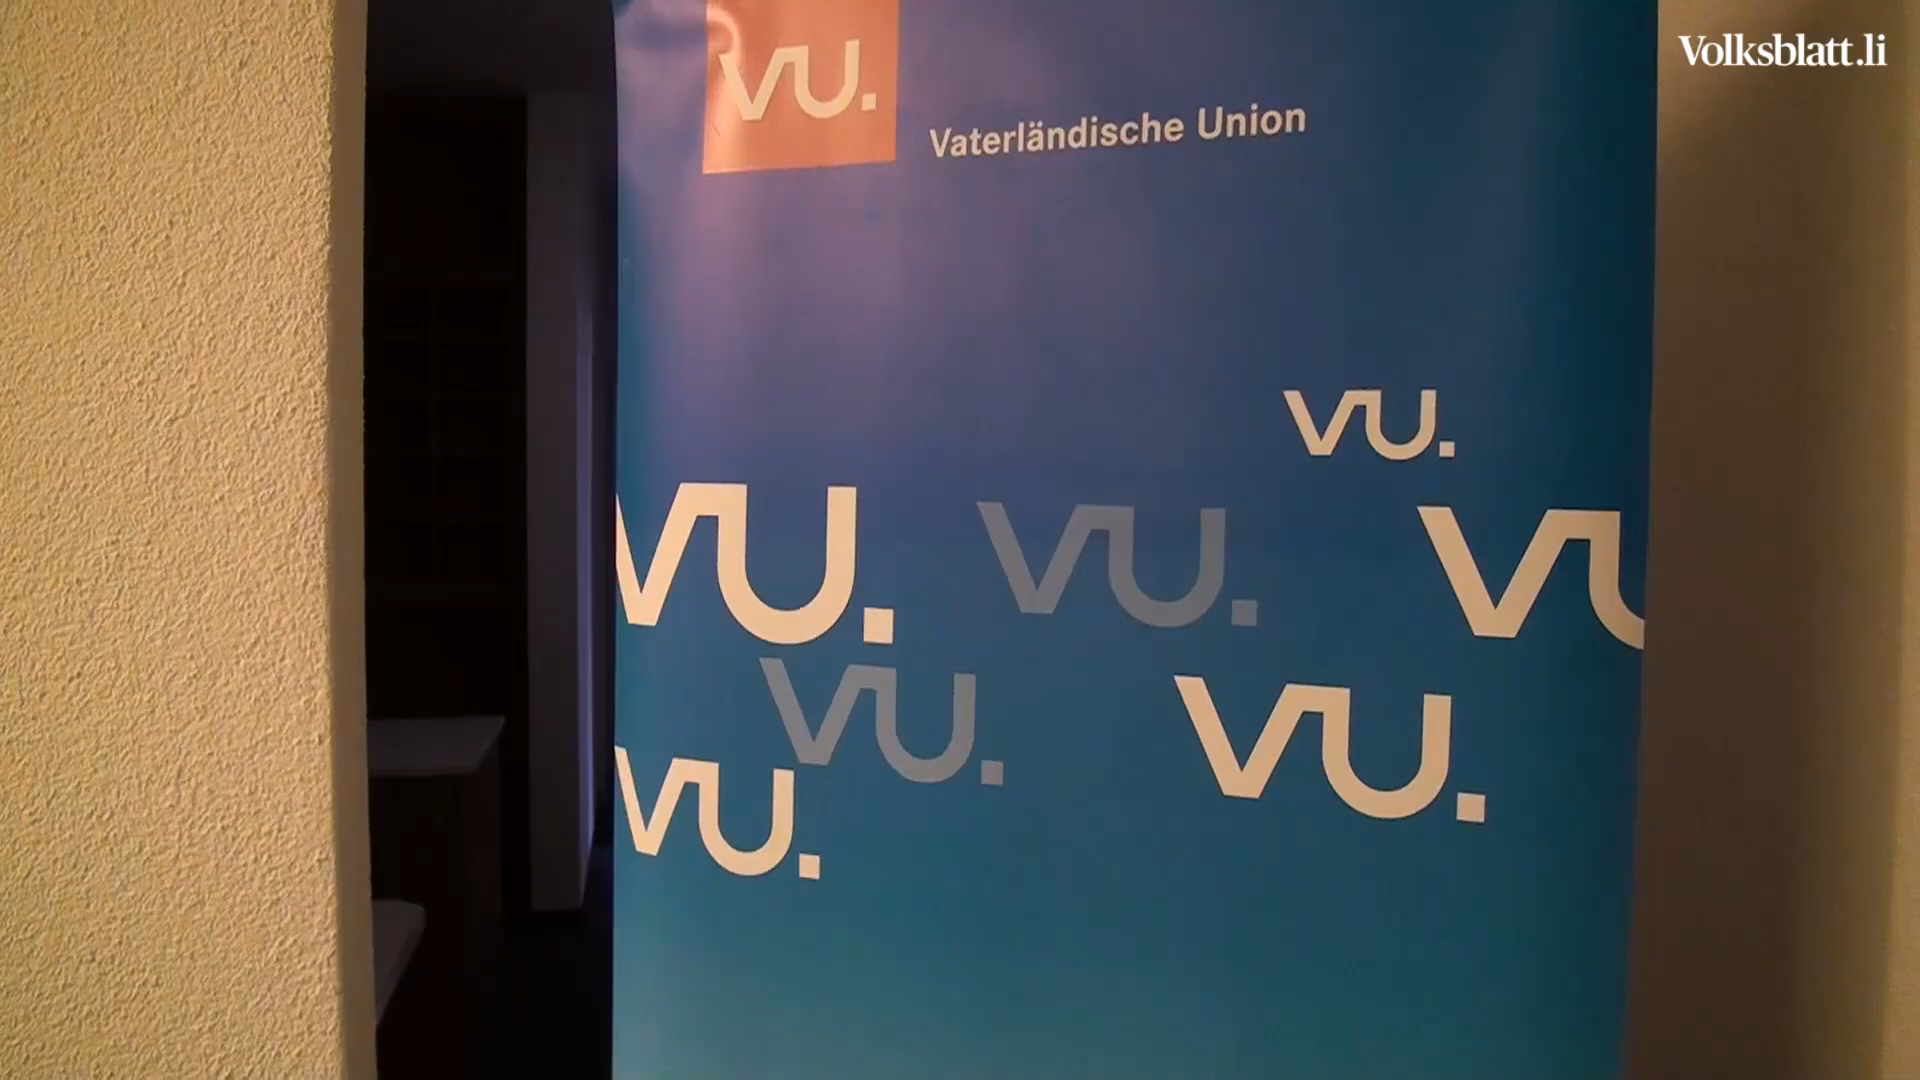 Volksblatt.li
VU.
Vaterländische Union
VU.
VU.
VU.
VU
VU.
VU.
VU.